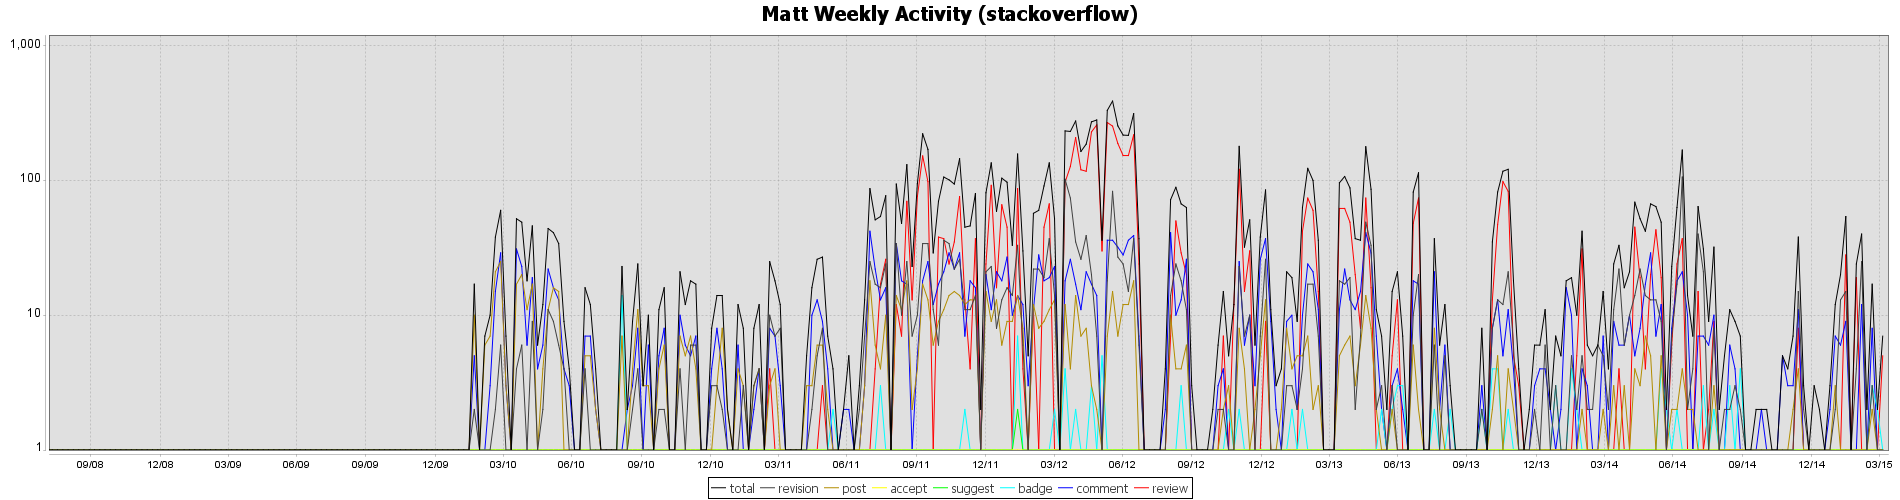 Matt Weekly Activity (stackoverflow)
1,000
100
10
1
09/08 12/08 03/09 06/09 09/09 12/09 03/10 06/10 09/10 12/10 03/11 06/11 09/11 12/11 03/12 06/12 09/12 12/12 03/13 06/13 09/13 12/13 03/14 06/14 09/14 12/14 03/15
total revision post accept suggest badge comment review